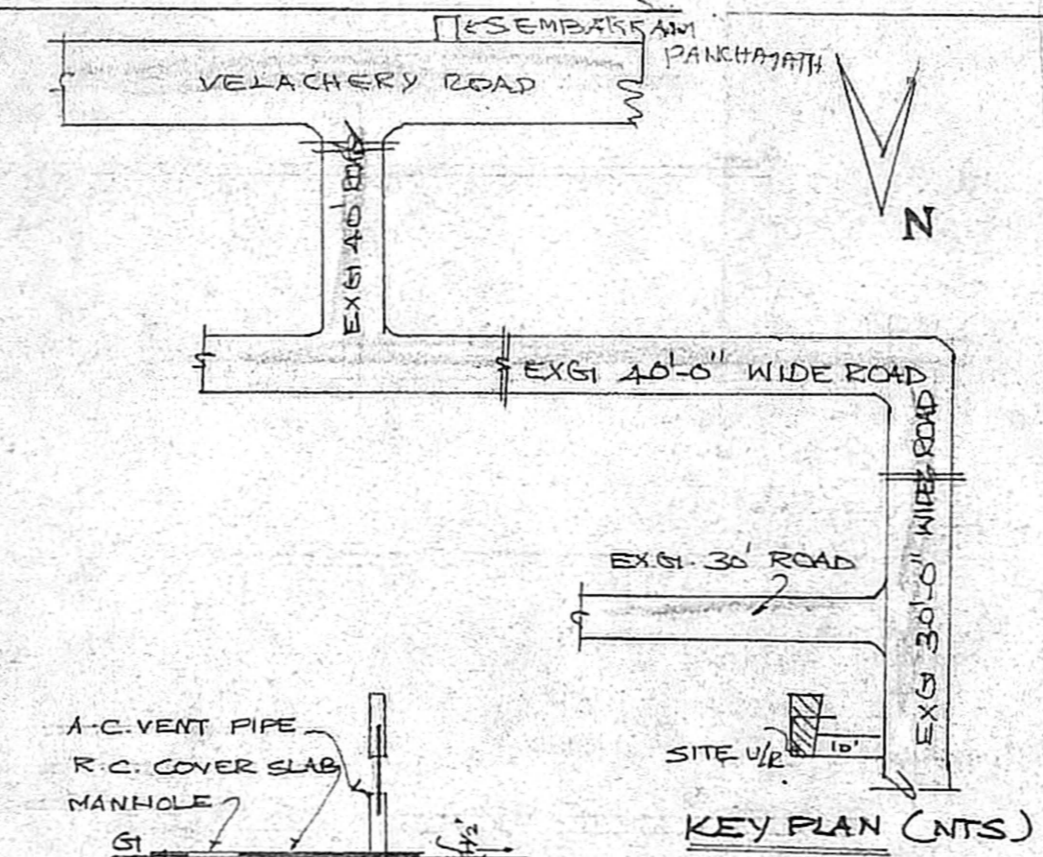 SEMBAKKAM
PANCHAYATH
VELACHERY ROAD
EXG 40'
N
EXG 40'-0" WIDE ROAD
EXG 30'-0" WIDE ROAD
EXG. 30' ROAD
A.C. VENT PIPE
R.C. COVER SLAB
MANHOLE
GL
SITE U/R
10'
KEY PLAN (NTS)